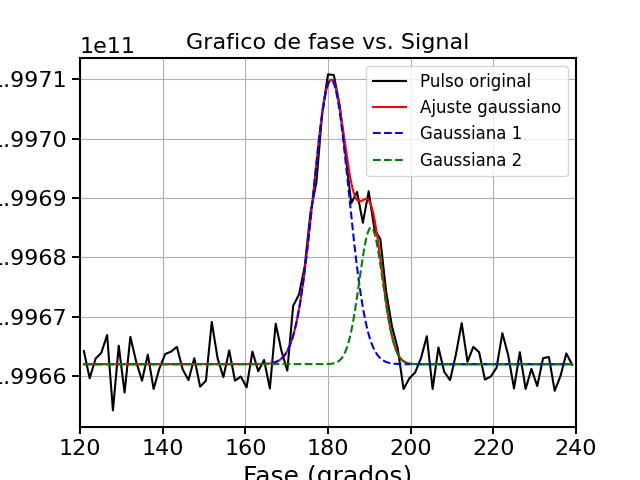 1e11
Grafico de fase vs. Signal
Pulso original
Ajuste gaussiano
Gaussiana 1
Gaussiana 2
.9971
.9970
.9969
.9968
.9967
.9966
120 140 160 180 200 220 240
Fase (grados)